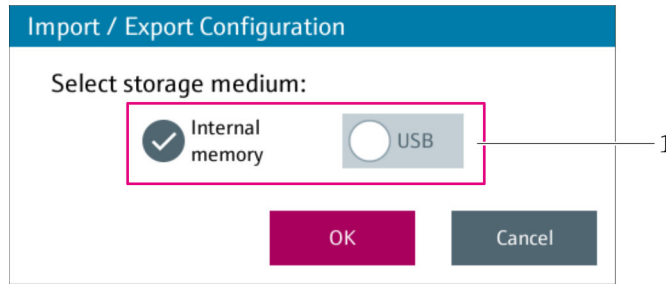 Import / Export Configuration
Select storage medium:
Internal
memory
USB
1
OK
Cancel